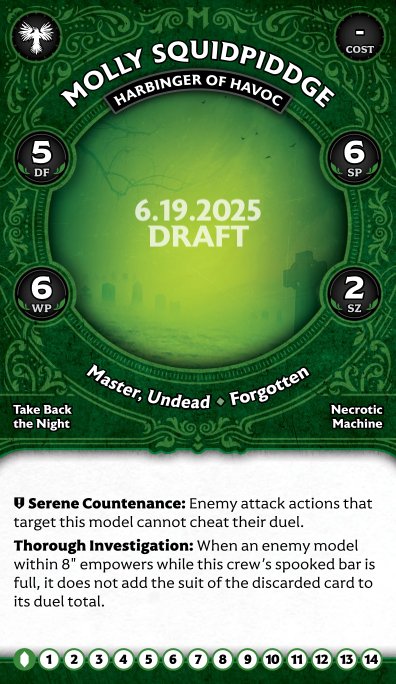 -
COST
MOLLY SQUIDPIDDGE
HARBINGER OF HAVOC
5
DF
6
SP
6.19.2025
DRAFT
6
WP
2
SZ
Master, Undead ◆ Forgotten
Take Back
the Night
Necrotic
Machine
Serene Countenance: Enemy attack actions that
target this model cannot cheat their duel.
Thorough Investigation: When an enemy model
within 8" empowers while this crew's spooked bar is
full, it does not add the suit of the discarded card to
its duel total.
1 2 3 4 5 6 7 8 9 10 11 12 13 14